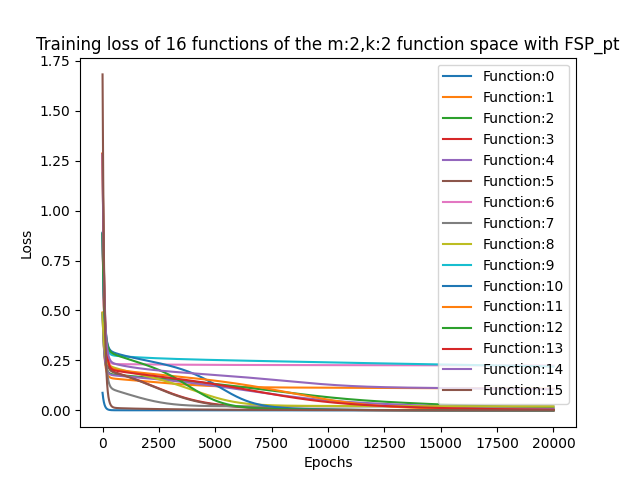 Training loss of 16 functions of the m:2,k:2 function space with FSP_pt
1.75
1.50
1.25
1.00
0.75
0.50
0.25
0.00
Loss
Function:0
Function:1
Function:2
Function:3
Function:4
Function:5
Function:6
Function:7
Function:8
Function:9
Function:10
Function:11
Function:12
Function:13
Function:14
Function:15
0 2500 5000 7500 10000 12500 15000 17500 20000
Epochs